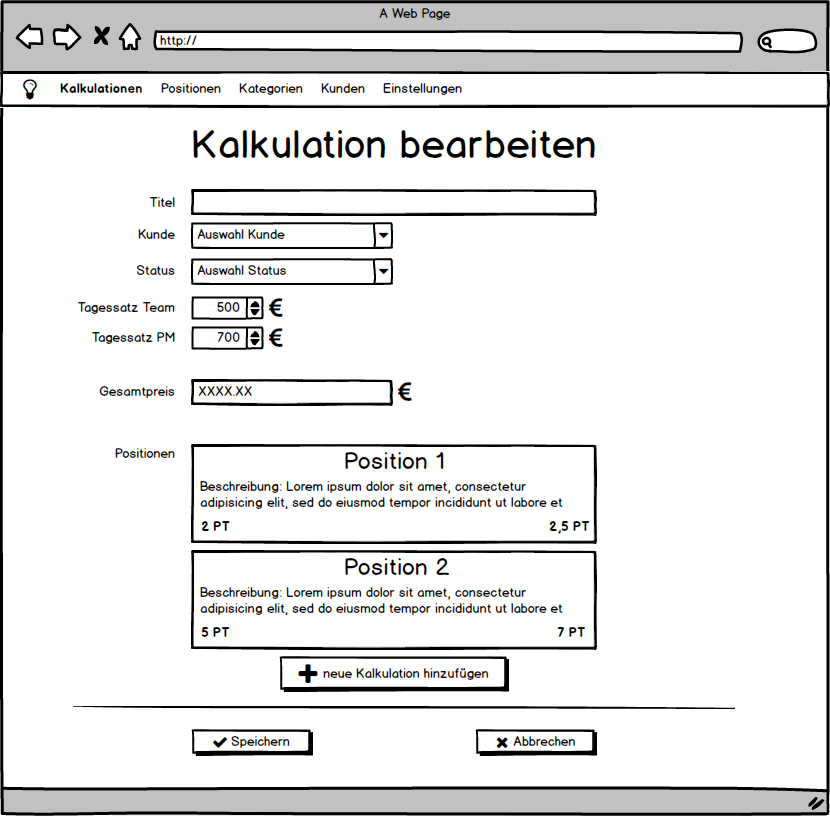 A Web Page
http://
Kalkulationen Positionen Kategorien Kunden Einstellungen
Kalkulation bearbeiten
Titel
Kunde Auswahl Kunde
Status Auswahl Status
Tagessatz Team 500 €
Tagessatz PM 700 €
Gesamtpreis XXXX.XX €
Positionen
Position 1
Beschreibung: Lorem ipsum dolor sit amet, consectetur
adipisicing elit, sed do eiusmod tempor incididunt ut labore et
2 PT 2,5 PT
Position 2
Beschreibung: Lorem ipsum dolor sit amet, consectetur
adipisicing elit, sed do eiusmod tempor incididunt ut labore et
5 PT 7 PT
neue Kalkulation hinzufügen
Speichern Abbrechen